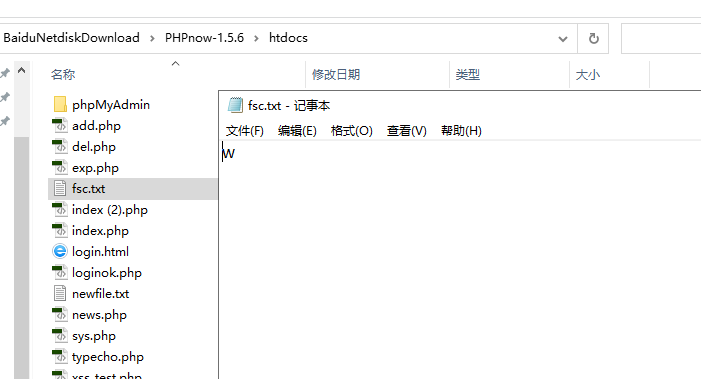 BaiduNetdiskDownload > PHPnow-1.5.6 > htdocs
名称 修改日期 类型 大小
phpMyAdmin
add.php
del.php
exp.php
fsc.txt
index (2).php
index.php
login.html
loginok.php
newfile.txt
news.php
sys.php
typecho.php
xss-test.php
fsc.txt - 记事本
文件(F) 编辑(E) 格式(O) 查看(V) 帮助(H)
W